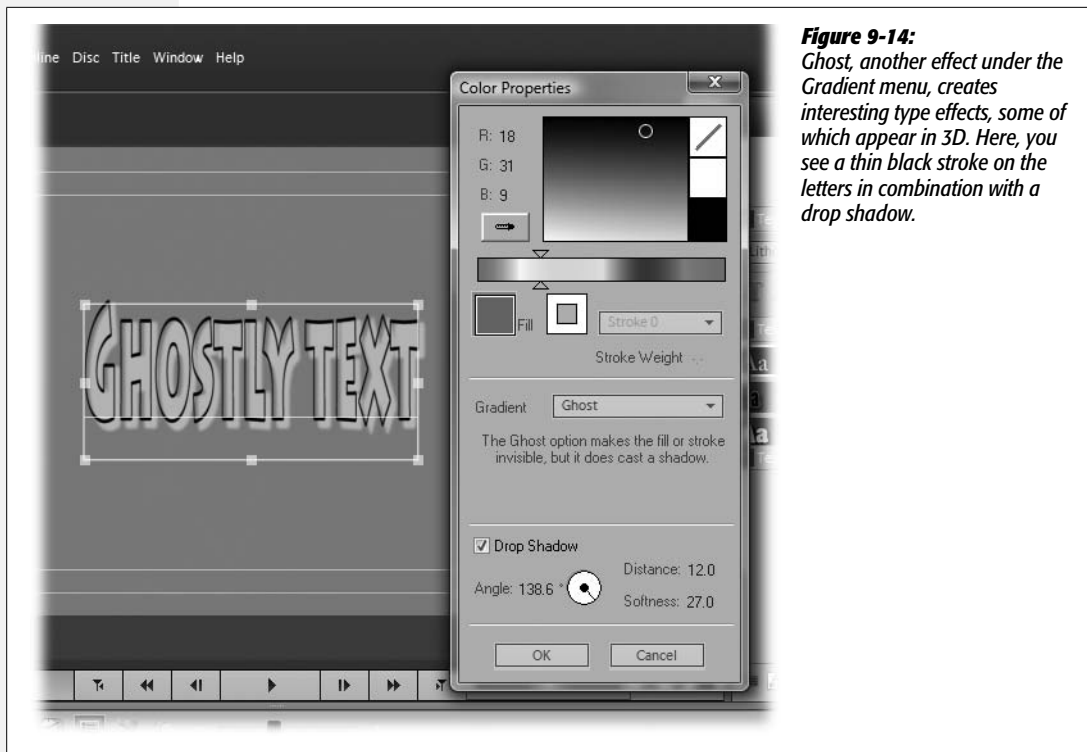 Disc Title Window Help
Color Properties
R: 18
G: 31
B: 9
Fill
Stroke 0
Stroke Weight
Gradient Ghost
The Ghost option makes the fill or stroke
invisible, but it does cast a shadow.
Drop Shadow
Angle: 138.6 °
Distance: 12.0
Softness: 27.0
OK Cancel
GHOSTLY TEXT
Figure 9-14:
Ghost, another effect under the
Gradient menu, creates
interesting type effects, some of
which appear in 3D. Here, you
see a thin black stroke on the
letters in combination with a
drop shadow.